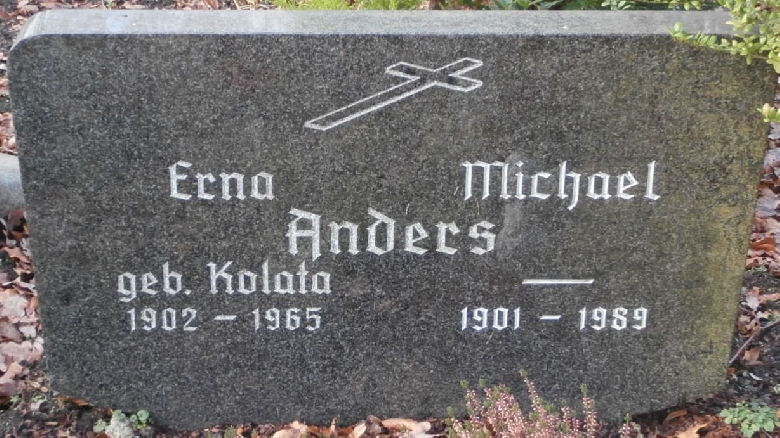 Erna Michael
Anders
geb. Kolata —
1902 – 1965 1901 – 1989